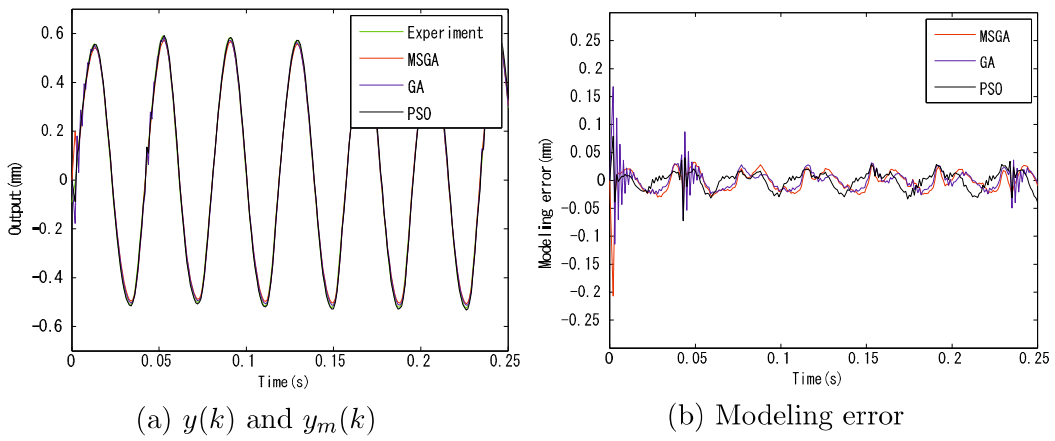 0.6
0.4
0.2
0
-0.2
-0.4
-0.6
Output(mm)
0
0.05
0.1
0.15
0.2
0.25
Time(s)
Experiment
MSGA
GA
PSO
(a) y(k) and y_m(k)
0.25
0.2
0.15
0.1
0.05
0
-0.05
-0.1
-0.15
-0.2
-0.25
Modeling error(mm)
0
0.05
0.1
0.15
0.2
0.25
Time(s)
MSGA
GA
PSO
(b) Modeling error